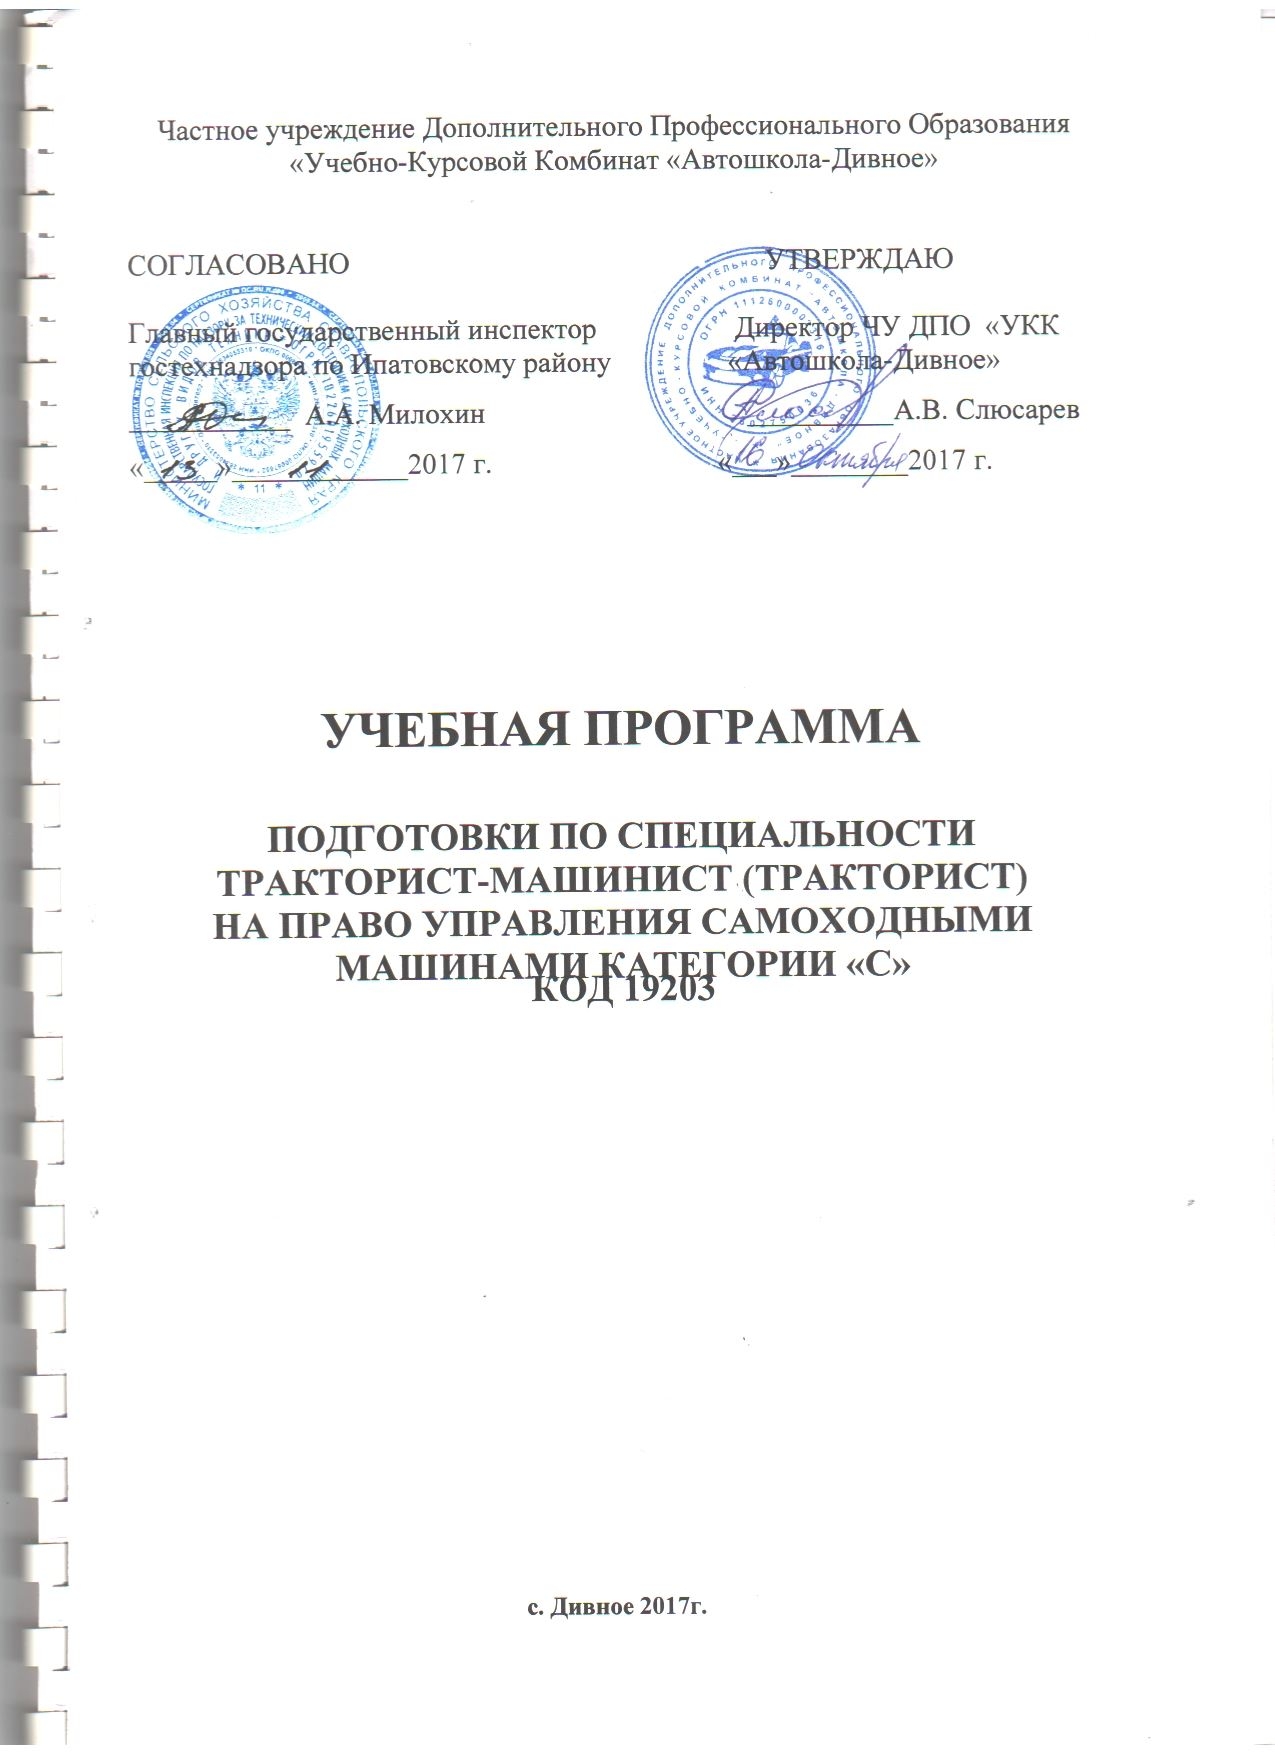 Частное учреждение Дополнительного Профессионального Образования
«Учебно-Курсовой Комбинат «Автошкола-Дивное»
СОГЛАСОВАНО
Главный государственный инспектор
гостехнадзора по Ипатовскому району
А.А. Милохин
«13» 11 2017 г.
УТВЕРЖДАЮ
Директор ЧУ ДПО «УКК
«Автошкола-Дивное»
А.В. Слюсарев
«16» октября 2017 г.
УЧЕБНАЯ ПРОГРАММА
ПОДГОТОВКИ ПО СПЕЦИАЛЬНОСТИ
ТРАКТОРИСТ-МАШИНИСТ (ТРАКТОРИСТ)
НА ПРАВО УПРАВЛЕНИЯ САМОХОДНЫМИ
МАШИНАМИ КАТЕГОРИИ «С»
КОД 19203
с. Дивное 2017г.